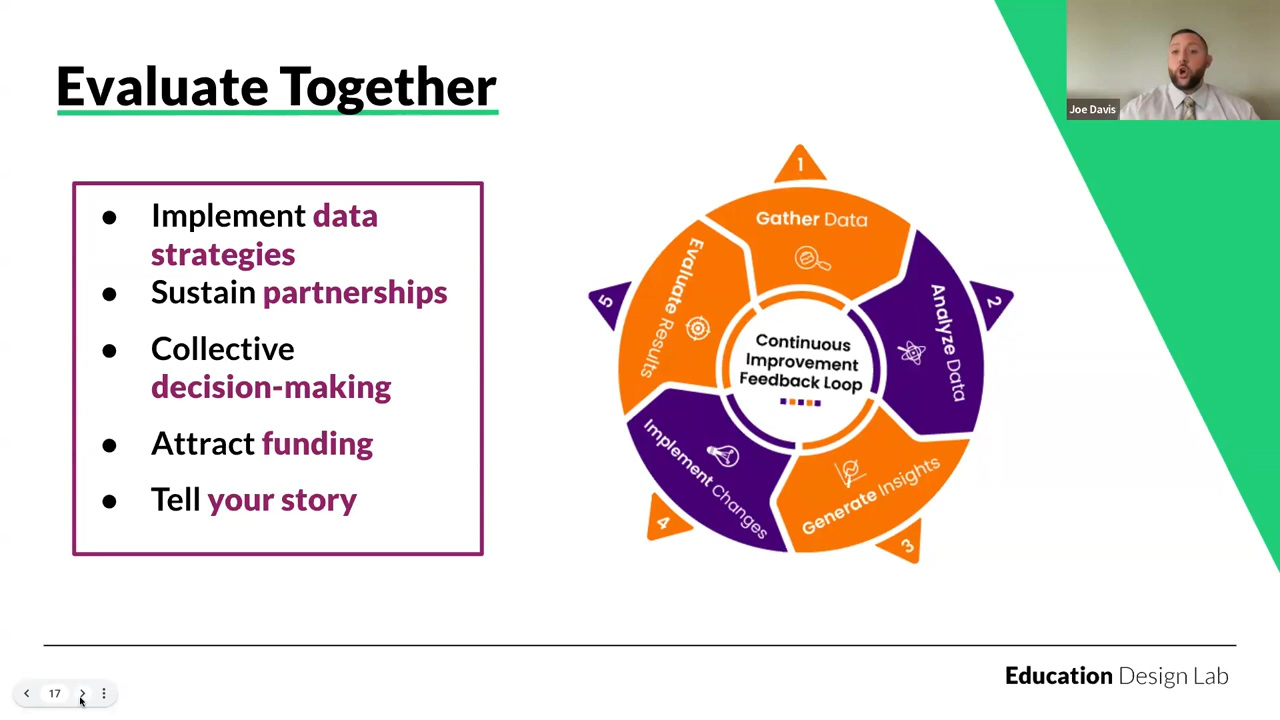 Evaluate Together
Joe Davis
● Implement data
strategies
● Sustain partnerships
● Collective
decision-making
● Attract funding
● Tell your story
1
Gather Data
2
Analyze Data
3
Generate Insights
4
Implement Changes
5
Evaluate Results
Continuous
Improvement
Feedback Loop
Education Design Lab
17